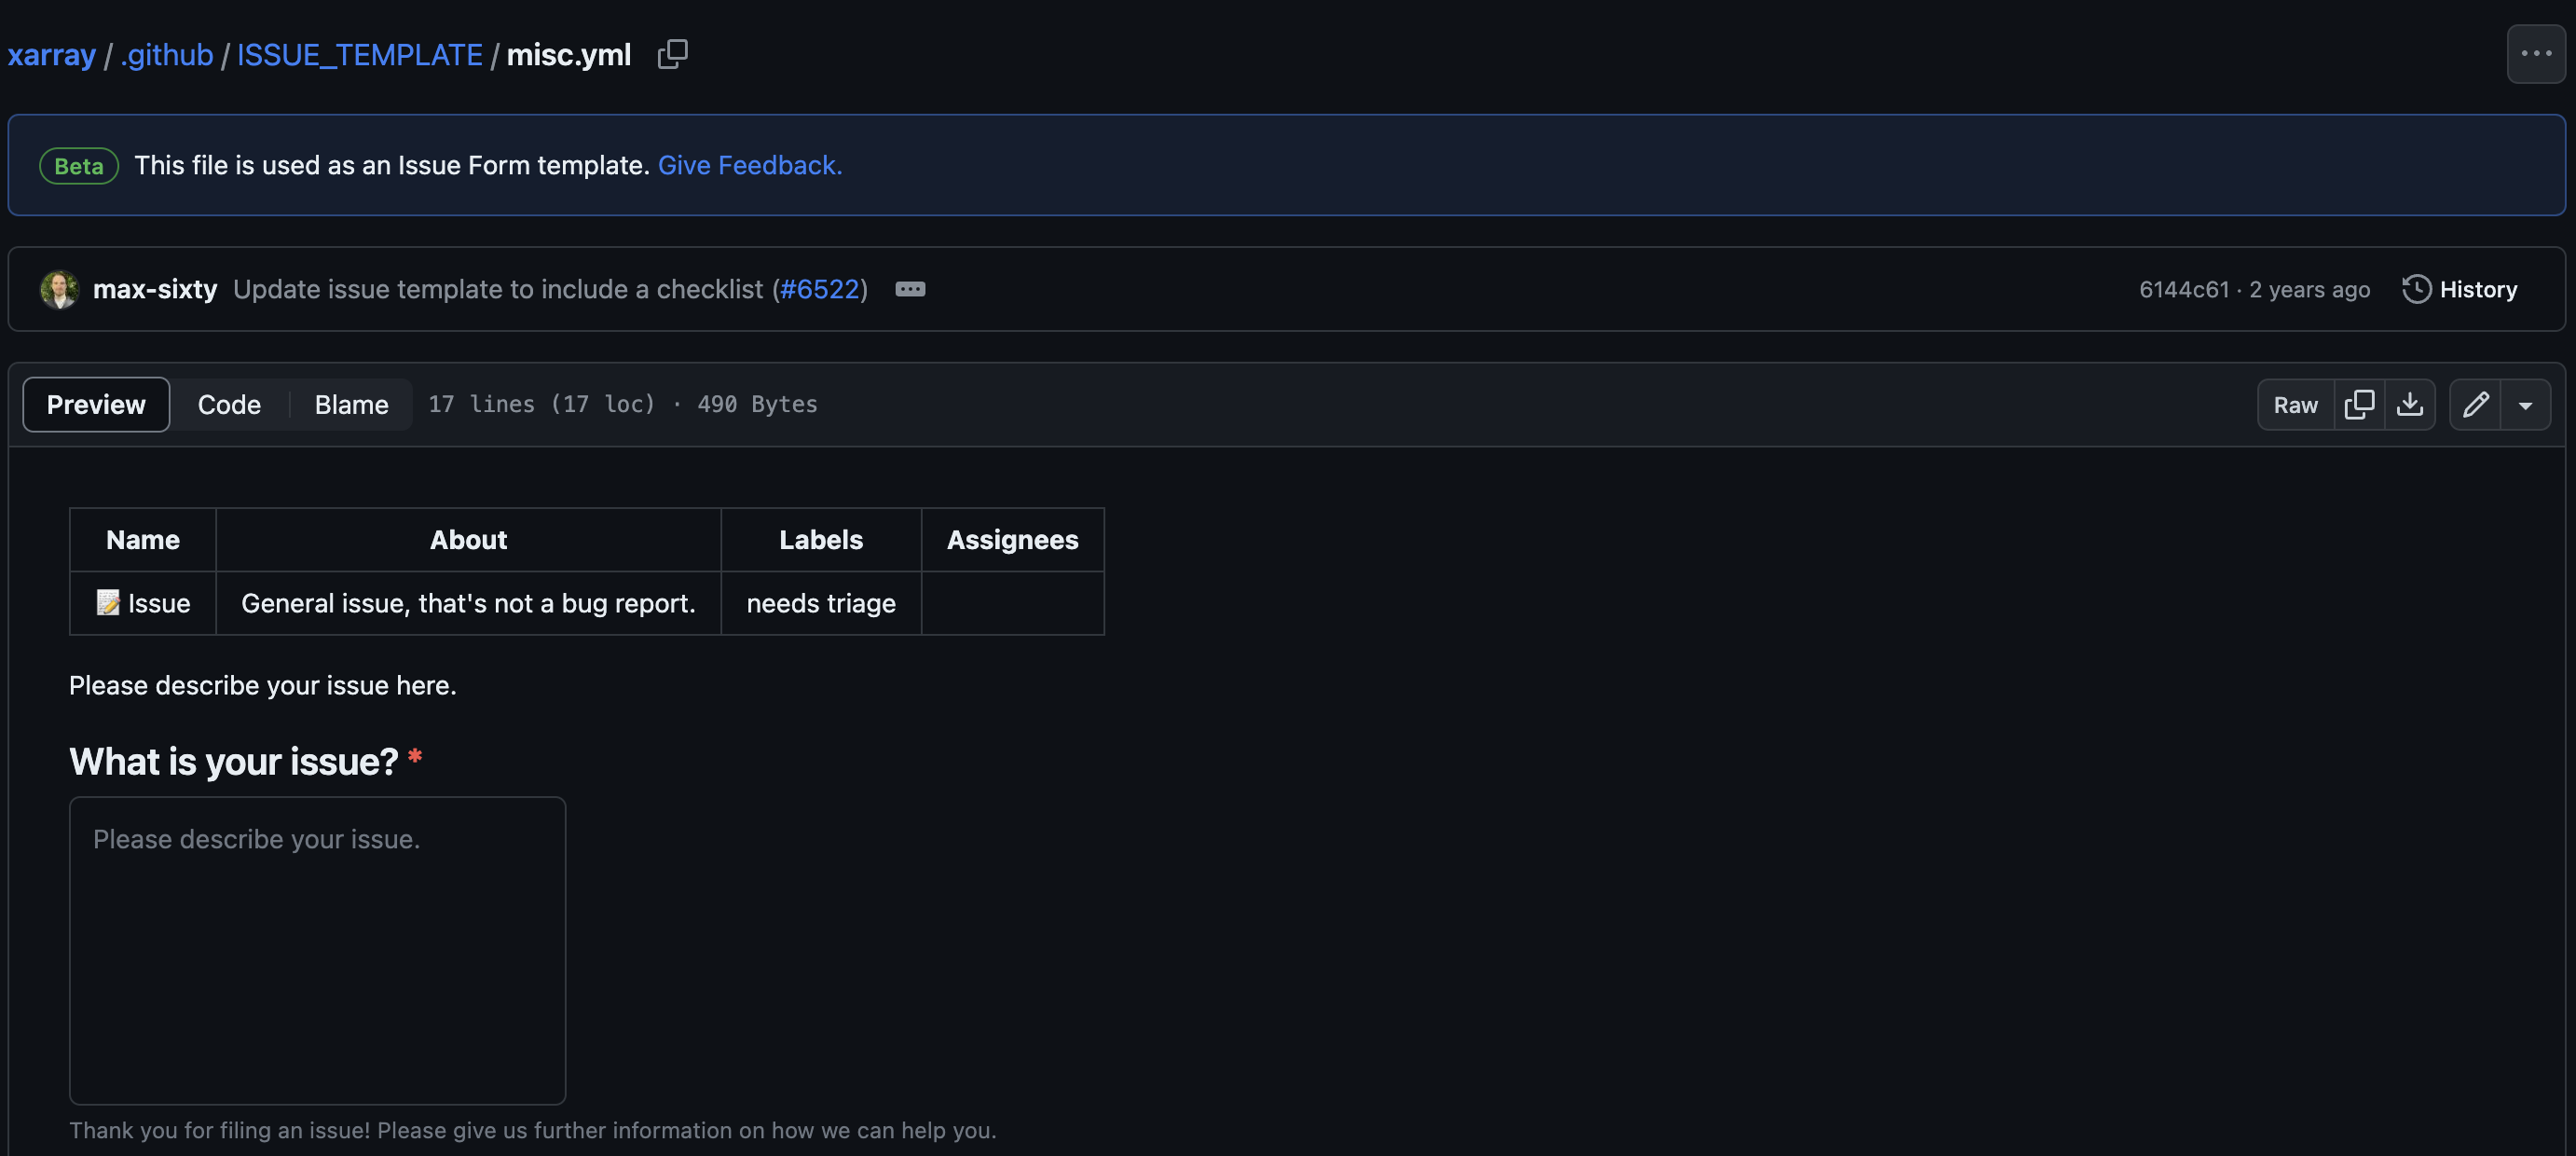 xarray / .github / ISSUE_TEMPLATE / misc.yml
Beta This file is used as an Issue Form template. Give Feedback.
max-sixty Update issue template to include a checklist (#6522) 6144c61 · 2 years ago History
Preview Code Blame 17 lines (17 loc) · 490 Bytes Raw
Name About Labels Assignees
📝 Issue General issue, that's not a bug report. needs triage
Please describe your issue here.
What is your issue? *
Please describe your issue.
Thank you for filing an issue! Please give us further information on how we can help you.